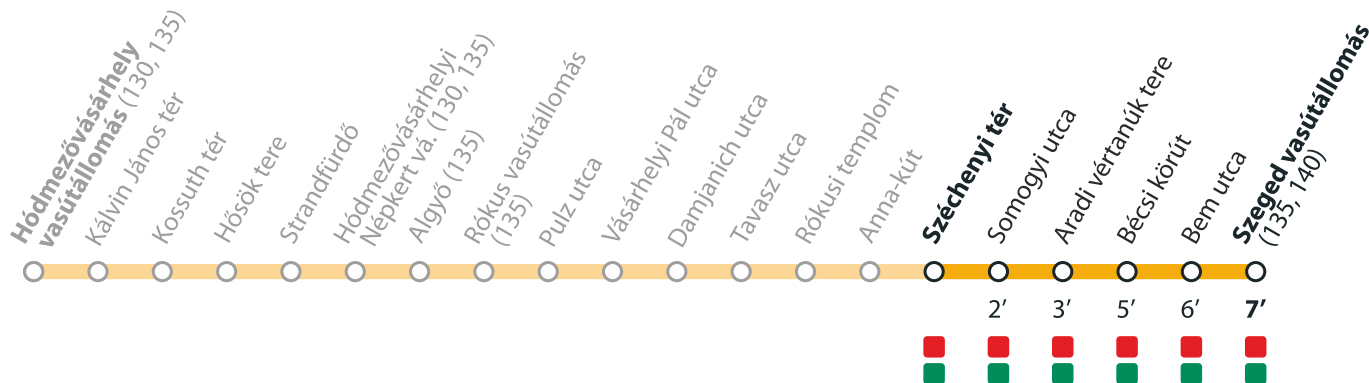 Hódmezővásárhely
vasútállomás (130, 135)
Kálvin János tér
Kossuth tér
Hősök tere
Strandfürdő
Hódmezővásárhelyi
Népkert vá. (130, 135)
Algyő (135)
Rókus vasútállomás
(135)
Pulz utca
Vásárhelyi Pál utca
Damjanich utca
Tavasz utca
Rókusi templom
Anna-kút
Széchenyi tér
Somogyi utca
Aradi vértanúk tere
Bécsi körút
Bem utca
Szeged vasútállomás
(135, 140)
2’ 3’ 5’ 6’ 7’